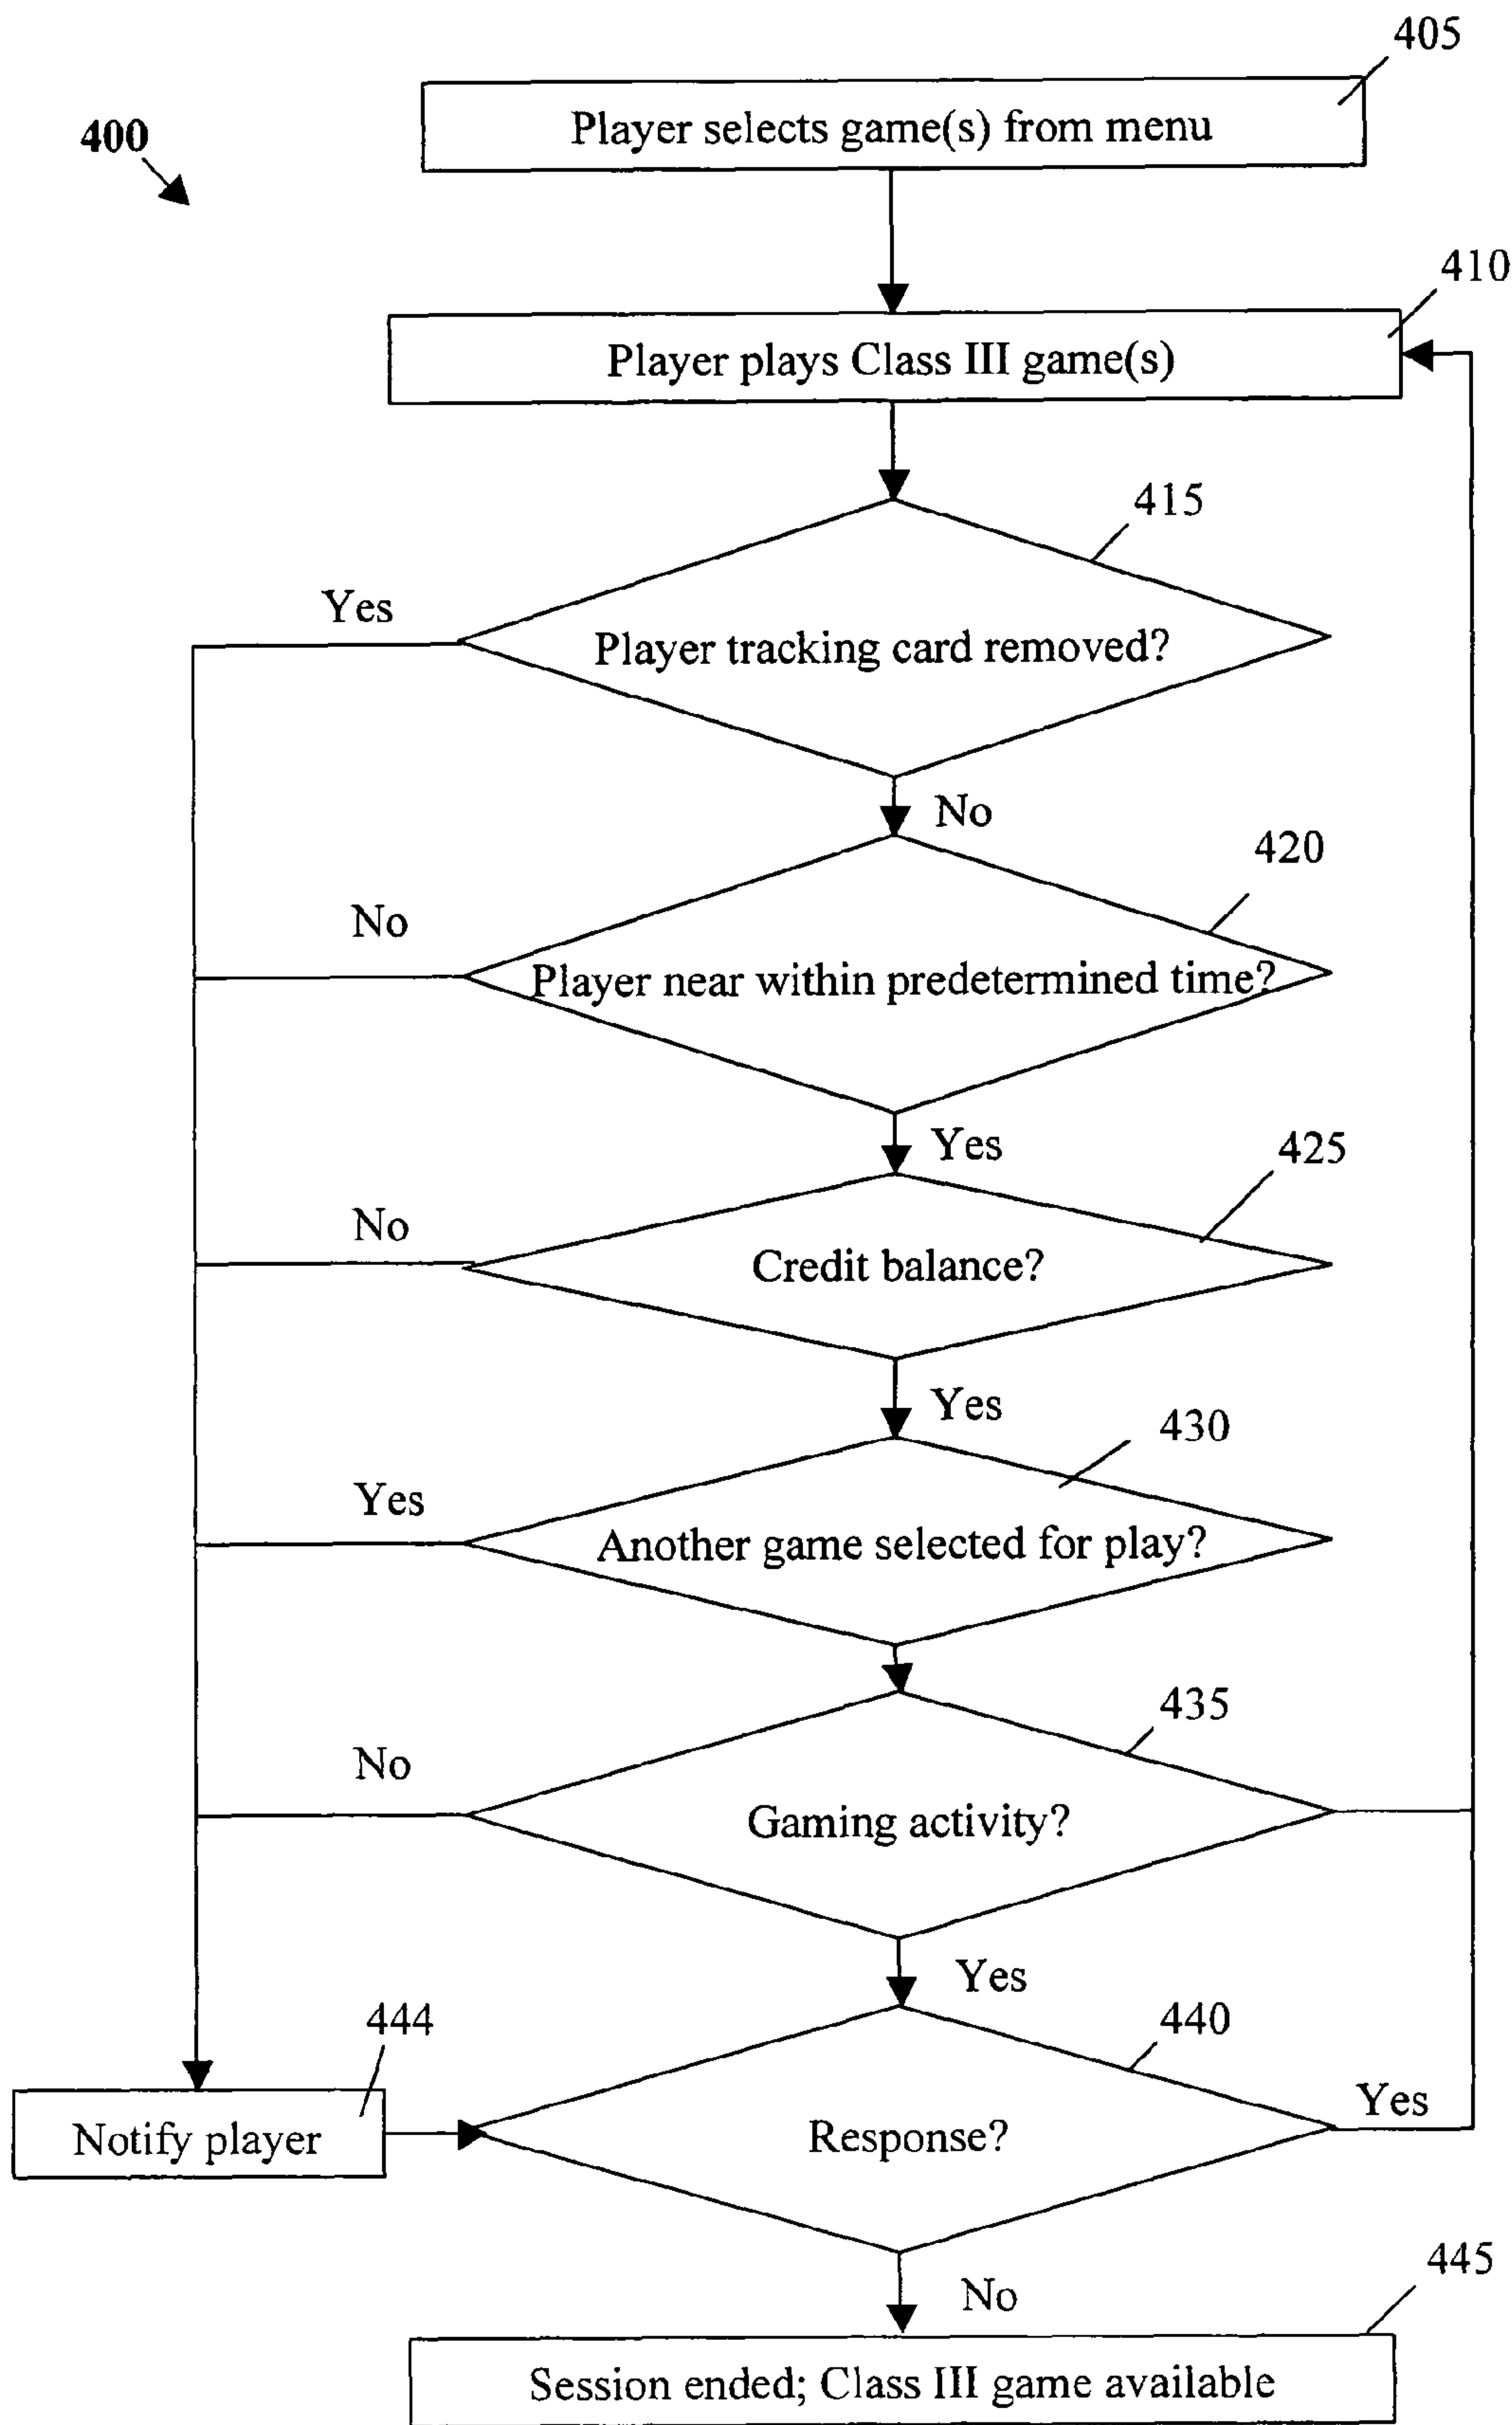 405
400
Player selects game(s) from menu
410
Player plays Class III game(s)
415
Yes
Player tracking card removed?
No
420
No
Player near within predetermined time?
Yes
425
No
Credit balance?
Yes
430
Yes
Another game selected for play?
435
No
Gaming activity?
Yes
444
440
Yes
Notify player
Response?
445
No
Session ended; Class III game available